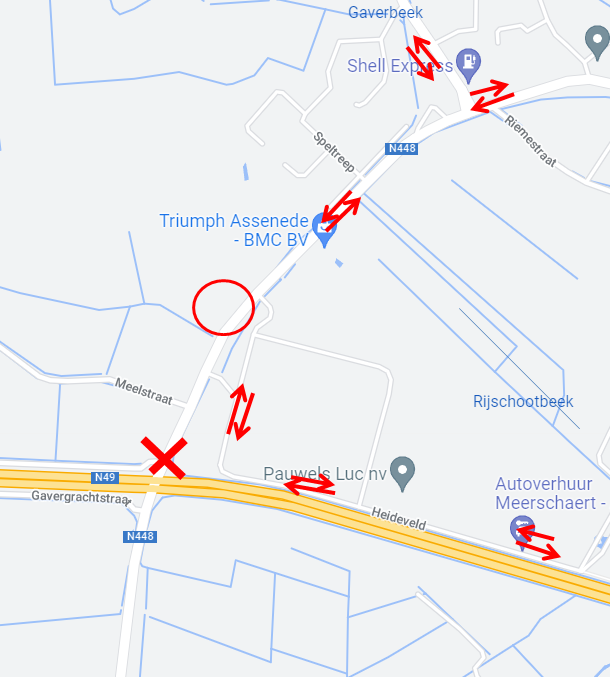 Gaverbeek
Shell Express
Riemestraat
Speltreep
N448
Triumph Assenede
- BMC BV
Meelstraat
Rijschootbeek
N49
Gavergrachtstraat
Pauwels Luc nv
Heideveld
Autoverhuur
Meerschaert -
N448